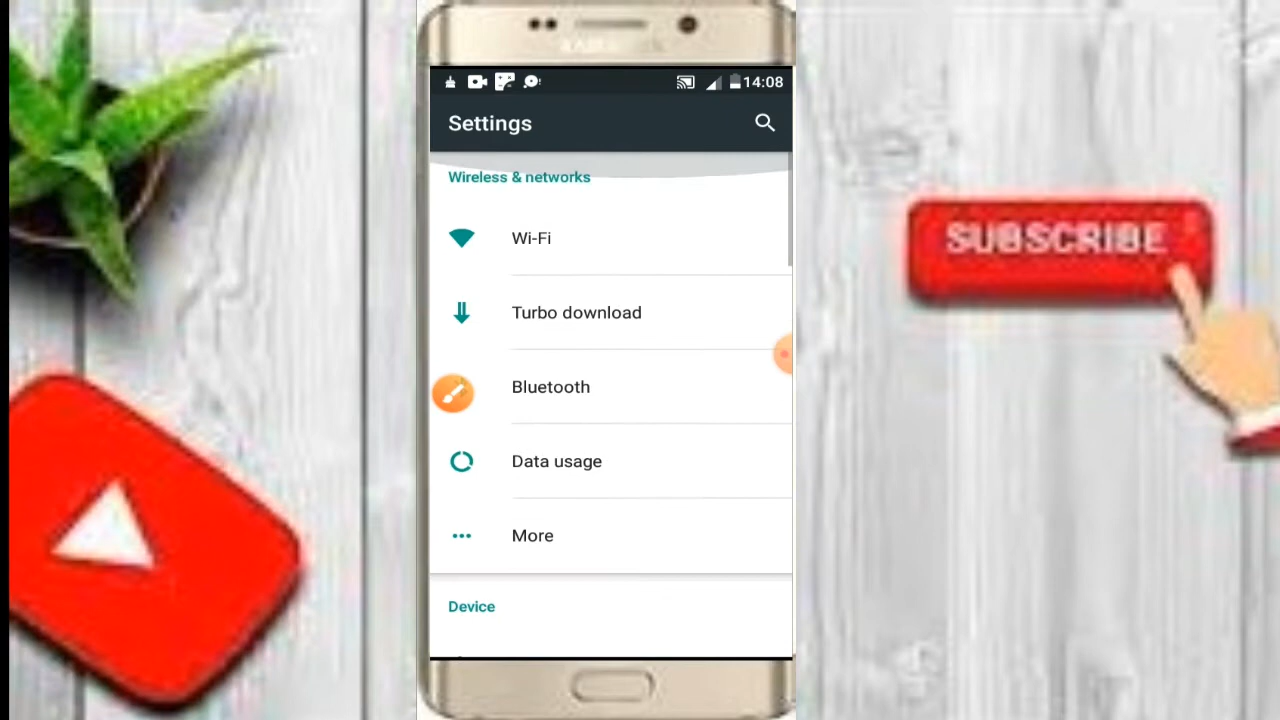 14:08
Settings
Wireless & networks
Wi-Fi
Turbo download
Bluetooth
Data usage
More
Device
SUBSCRIBE